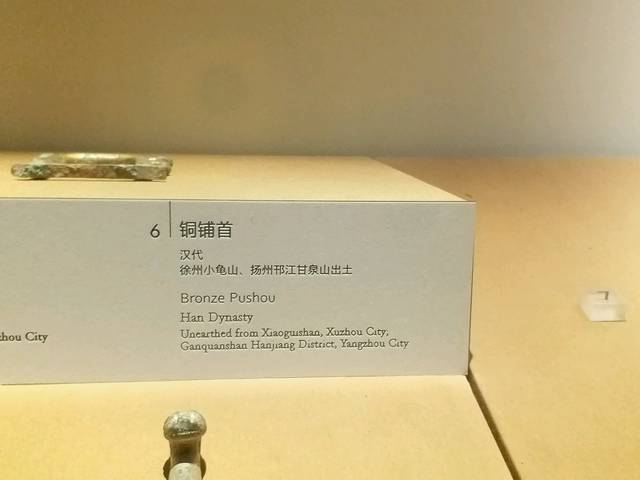 6
铜铺首
汉代
徐州小龟山、扬州邗江甘泉山出土
Bronze Pushou
Han Dynasty
Unearthed from Xiaoguishan, Xuzhou City;
Ganquanshan Hanjiang District, Yangzhou City
zhou City
7